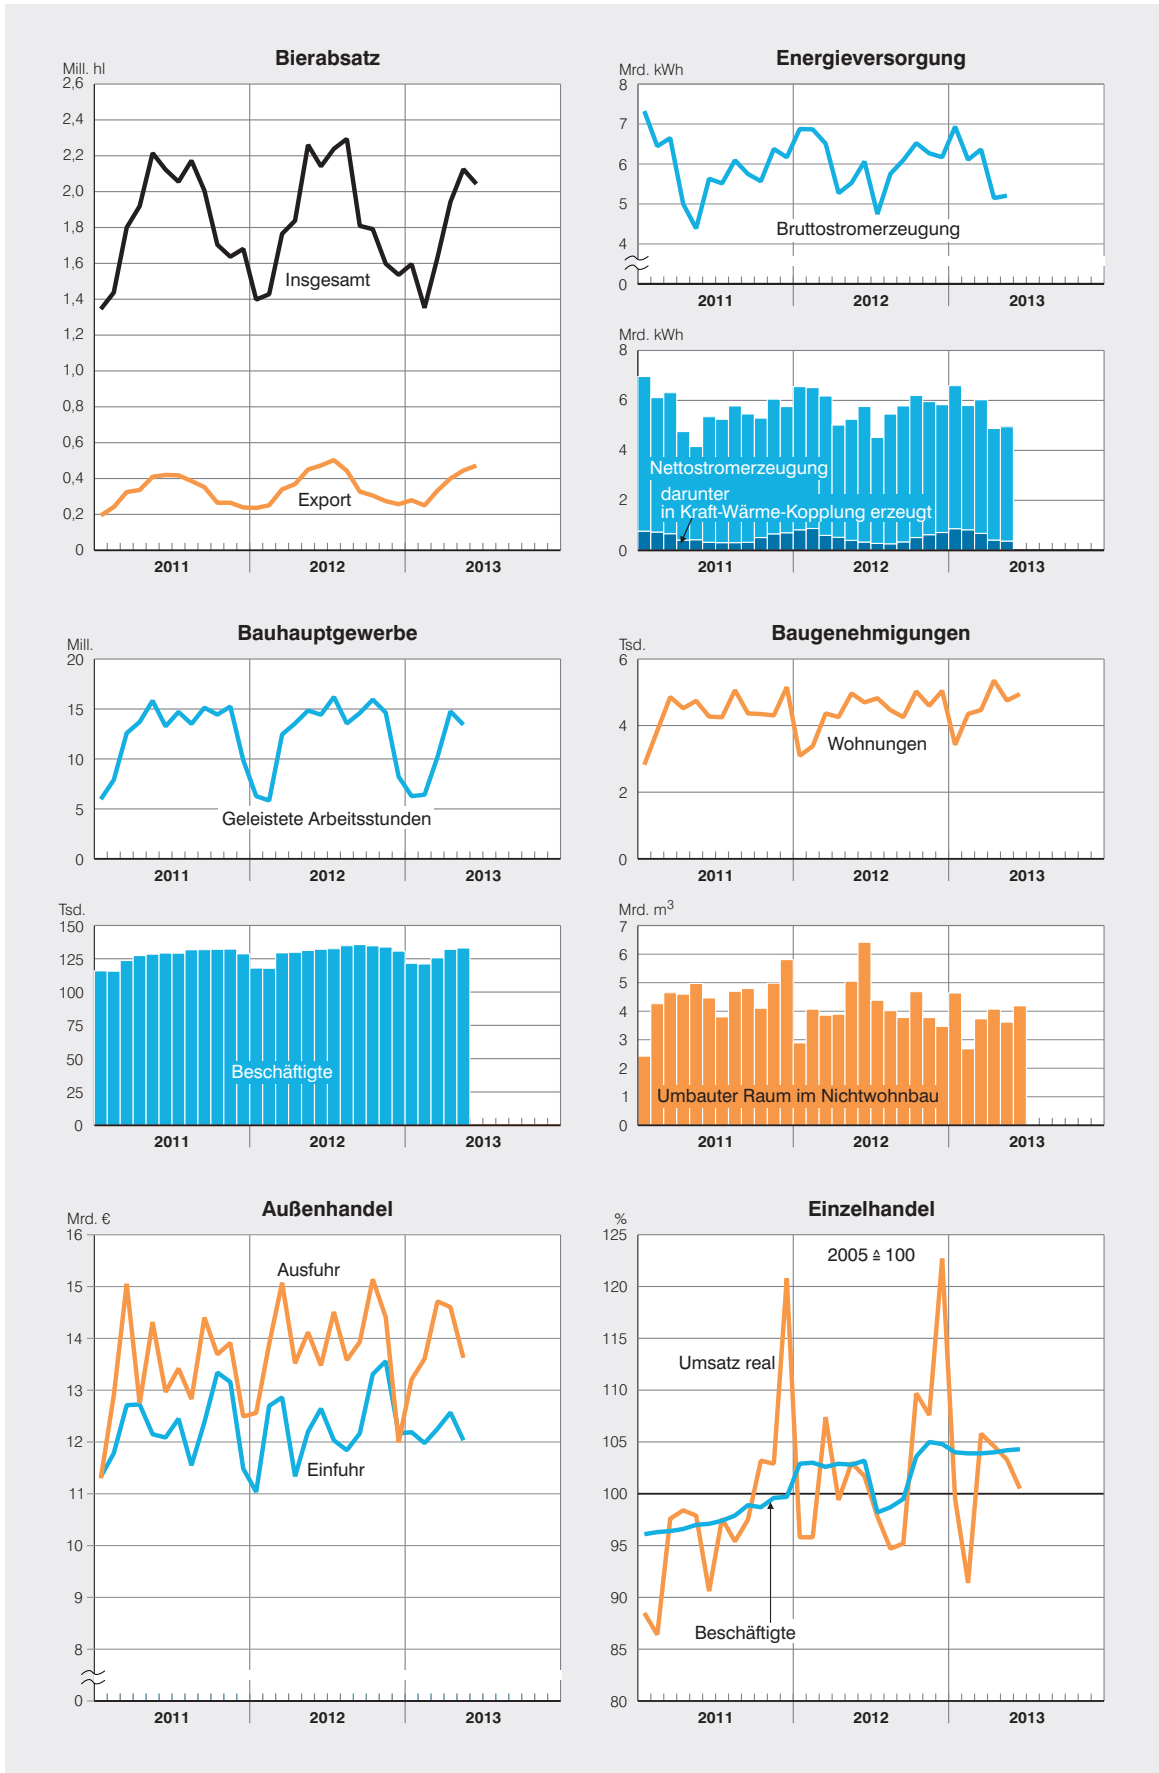 Bierabsatz
Mill. hl
2,6
2,4
2,2
2,0
1,8
1,6
1,4
1,2
1,0
0,8
0,6
0,4
0,2
0
Insgesamt
Export
2011 2012 2013
Energieversorgung
Mrd. kWh
8
7
6
5
4
0
Bruttostromerzeugung
2011 2012 2013
Mrd. kWh
8
6
4
2
0
Nettostromerzeugung
darunter
in Kraft-Wärme-Kopplung erzeugt
2011 2012 2013
Bauhauptgewerbe
Mill.
20
15
10
5
0
Geleistete Arbeitsstunden
2011 2012 2013
Tsd.
150
125
100
75
50
25
0
Beschäftigte
2011 2012 2013
Baugenehmigungen
Tsd.
6
4
2
0
Wohnungen
2011 2012 2013
Mrd. m³
7
6
5
4
3
2
1
0
Umbauter Raum im Nichtwohnbau
2011 2012 2013
Außenhandel
Mrd. €
16
15
14
13
12
11
10
9
8
0
Ausfuhr
Einfuhr
2011 2012 2013
Einzelhandel
%
125
120
115
110
105
100
95
90
85
80
2005 ≙ 100
Umsatz real
Beschäftigte
2011 2012 2013